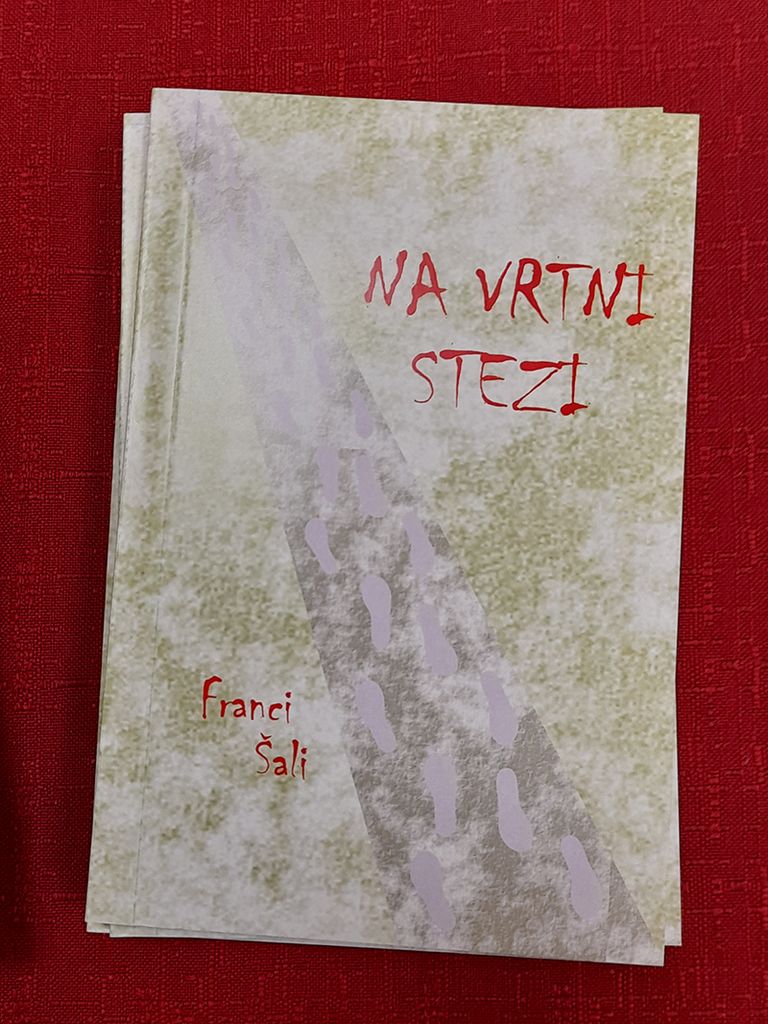 NA VRTNI
STEZI
Franci
Šali